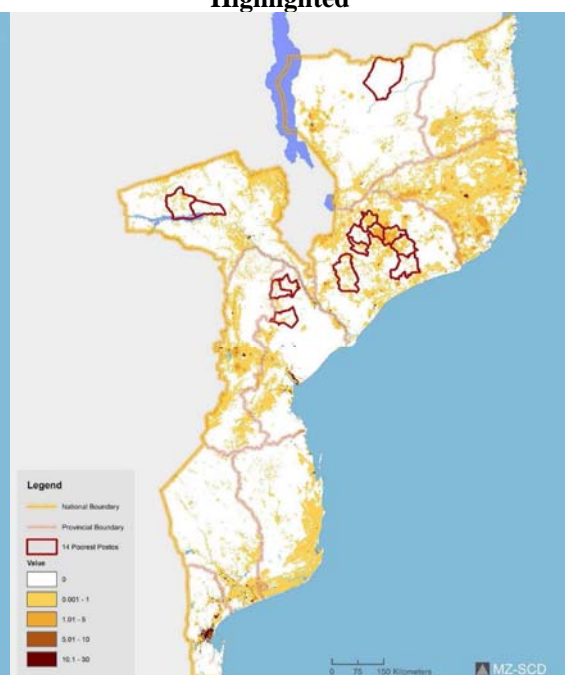 Highlighted
Legend
National Boundary
Provincial Boundary
14 Poorest Postos
Value
0
0.001 - 1
1.01 - 5
5.01 - 10
10.1 - 30
0 75 150 Kilometers
MZ-SCD